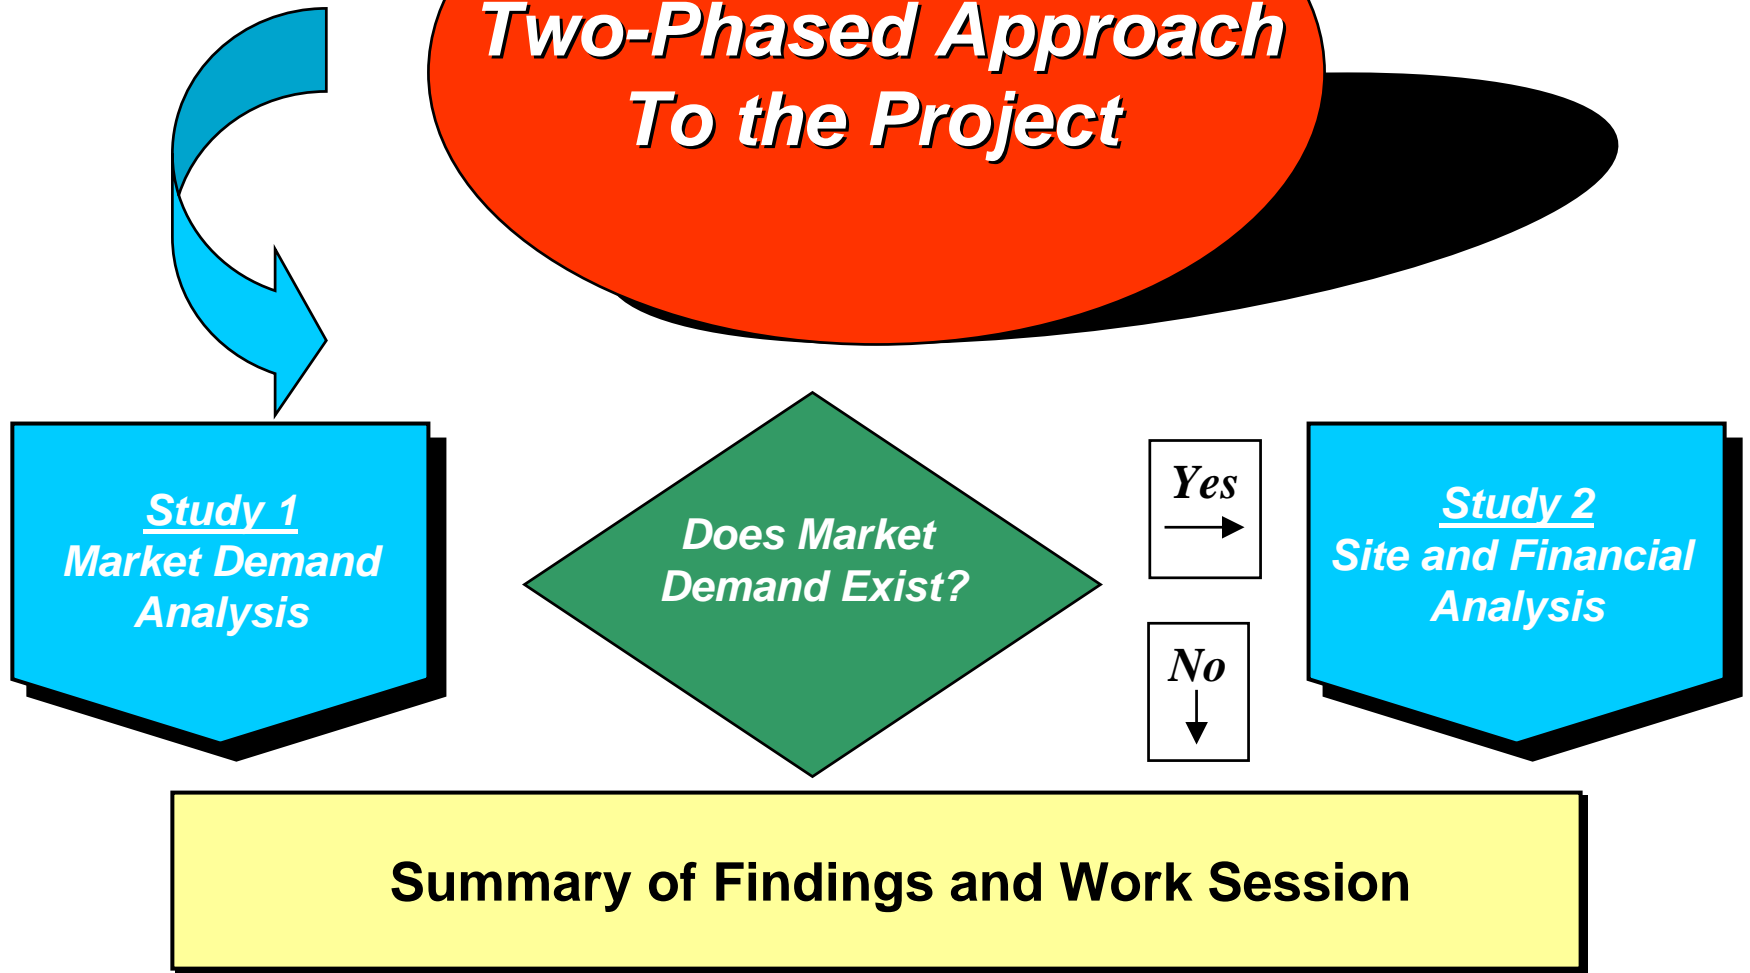 Two-Phased Approach
To the Project
Study 1
Market Demand
Analysis
Does Market
Demand Exist?
Yes
No
Study 2
Site and Financial
Analysis
Summary of Findings and Work Session